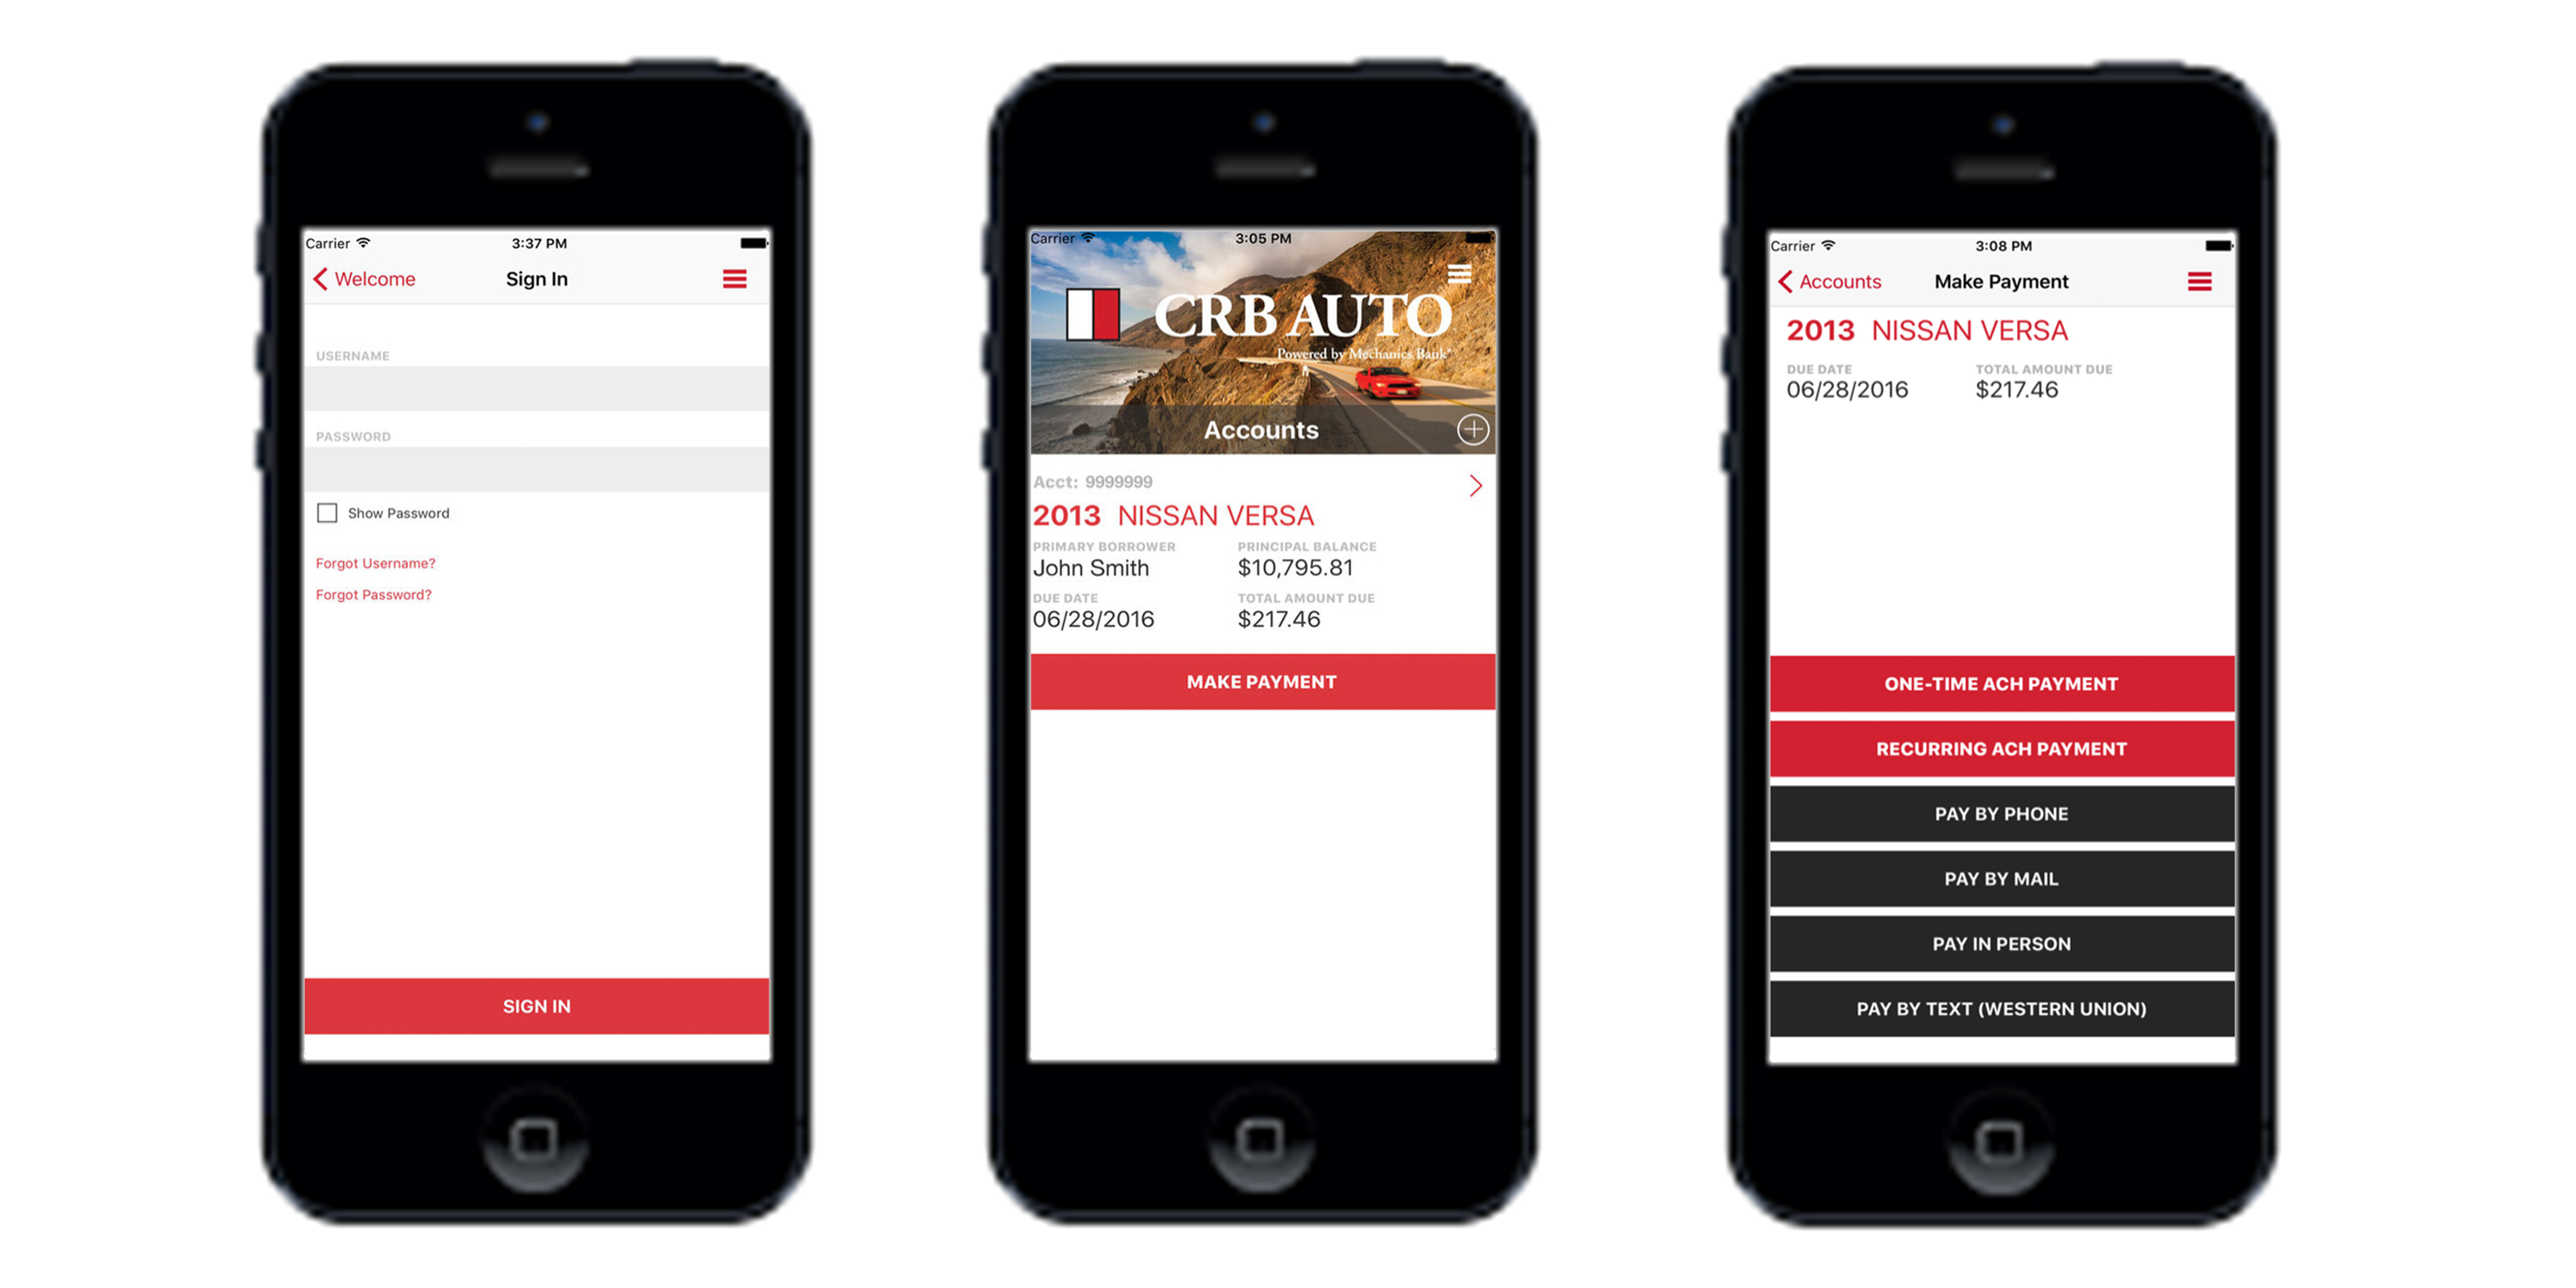 Carrier 3:37 PM
Welcome Sign In
USERNAME
PASSWORD
Show Password
Forgot Username?
Forgot Password?
SIGN IN
Carrier 3:05 PM
CRB AUTO
Powered by Mechanics Bank
Accounts
Acct: 9999999
2013 NISSAN VERSA
PRIMARY BORROWER PRINCIPAL BALANCE
John Smith $10,795.81
DUE DATE TOTAL AMOUNT DUE
06/28/2016 $217.46
MAKE PAYMENT
Carrier 3:08 PM
Accounts Make Payment
2013 NISSAN VERSA
DUE DATE TOTAL AMOUNT DUE
06/28/2016 $217.46
ONE-TIME ACH PAYMENT
RECURRING ACH PAYMENT
PAY BY PHONE
PAY BY MAIL
PAY IN PERSON
PAY BY TEXT (WESTERN UNION)